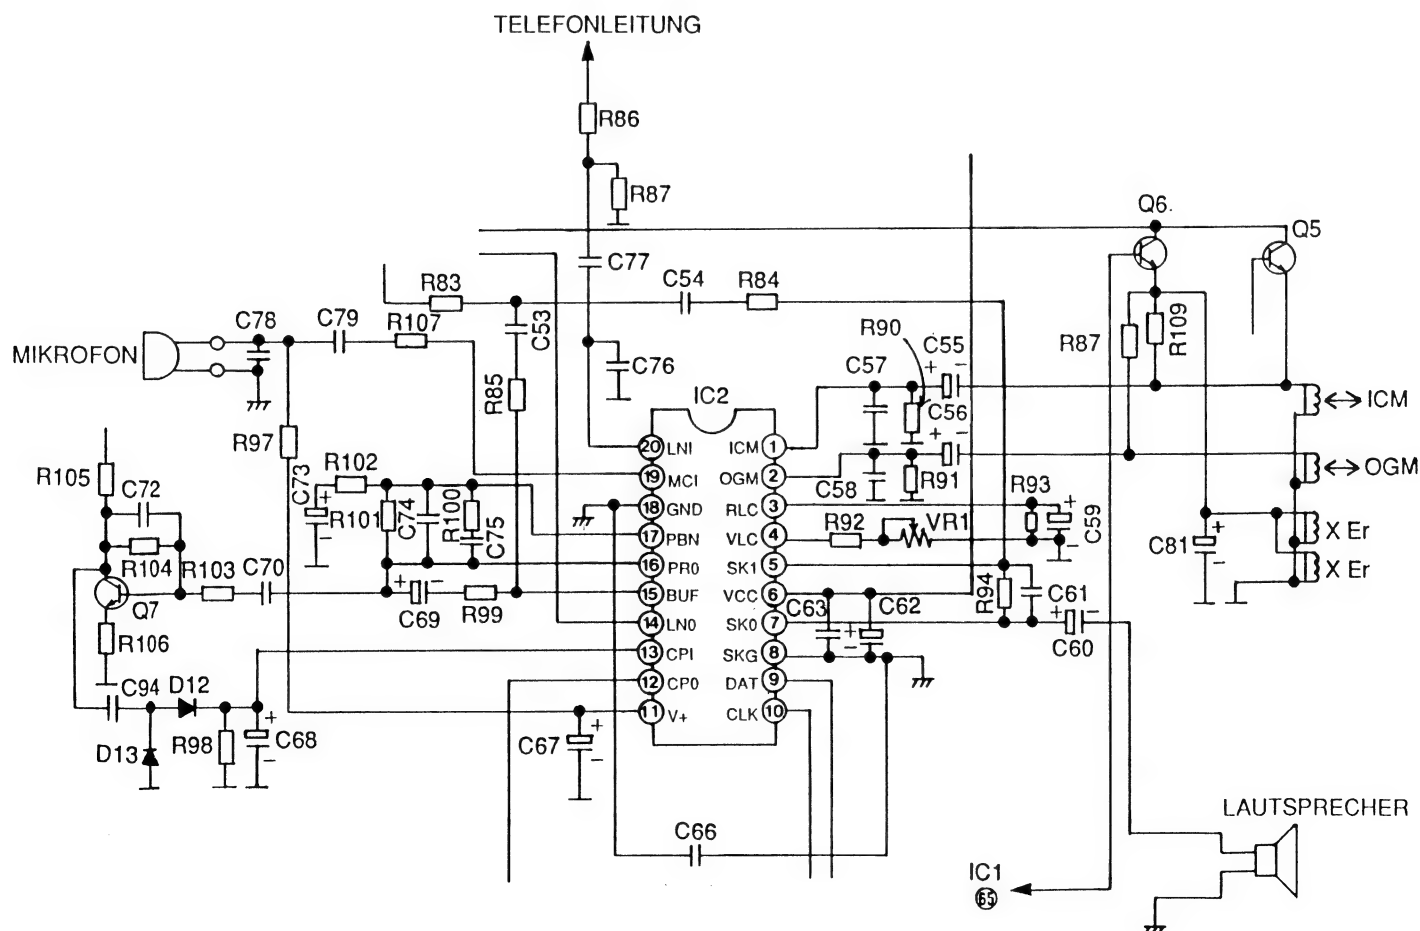 TELEFONLEITUNG
R86
R87
Q6.
Q5
C77
R83
C54
R84
C78
C79
R107
C53
R90
C55
+
−
R87
R109
MIKROFON
C76
C57
R85
IC2
C56
+
−
ICM
R97
20 LNI
ICM 1
R105
C72
C73
R102
19 MCI
OGM 2
C58
R91
OGM
+
−
R101
C74
R100
C75
18 GND
RLC 3
R93
+
−
C59
17 PBN
VLC 4
R92
VR1
C81
+
−
X Er
R104
R103
C70
16 PR0
SK1 5
X Er
Q7
+
−
C69
R99
15 BUF
VCC 6
C63
C62
R94
C61
R106
14 LN0
SK0 7
+
−
+
−
C60
13 CPI
SKG 8
C94
D12
12 CP0
DAT 9
11 V+
CLK 10
D13
R98
+
−
C68
C67
+
−
LAUTSPRECHER
C66
IC1
65